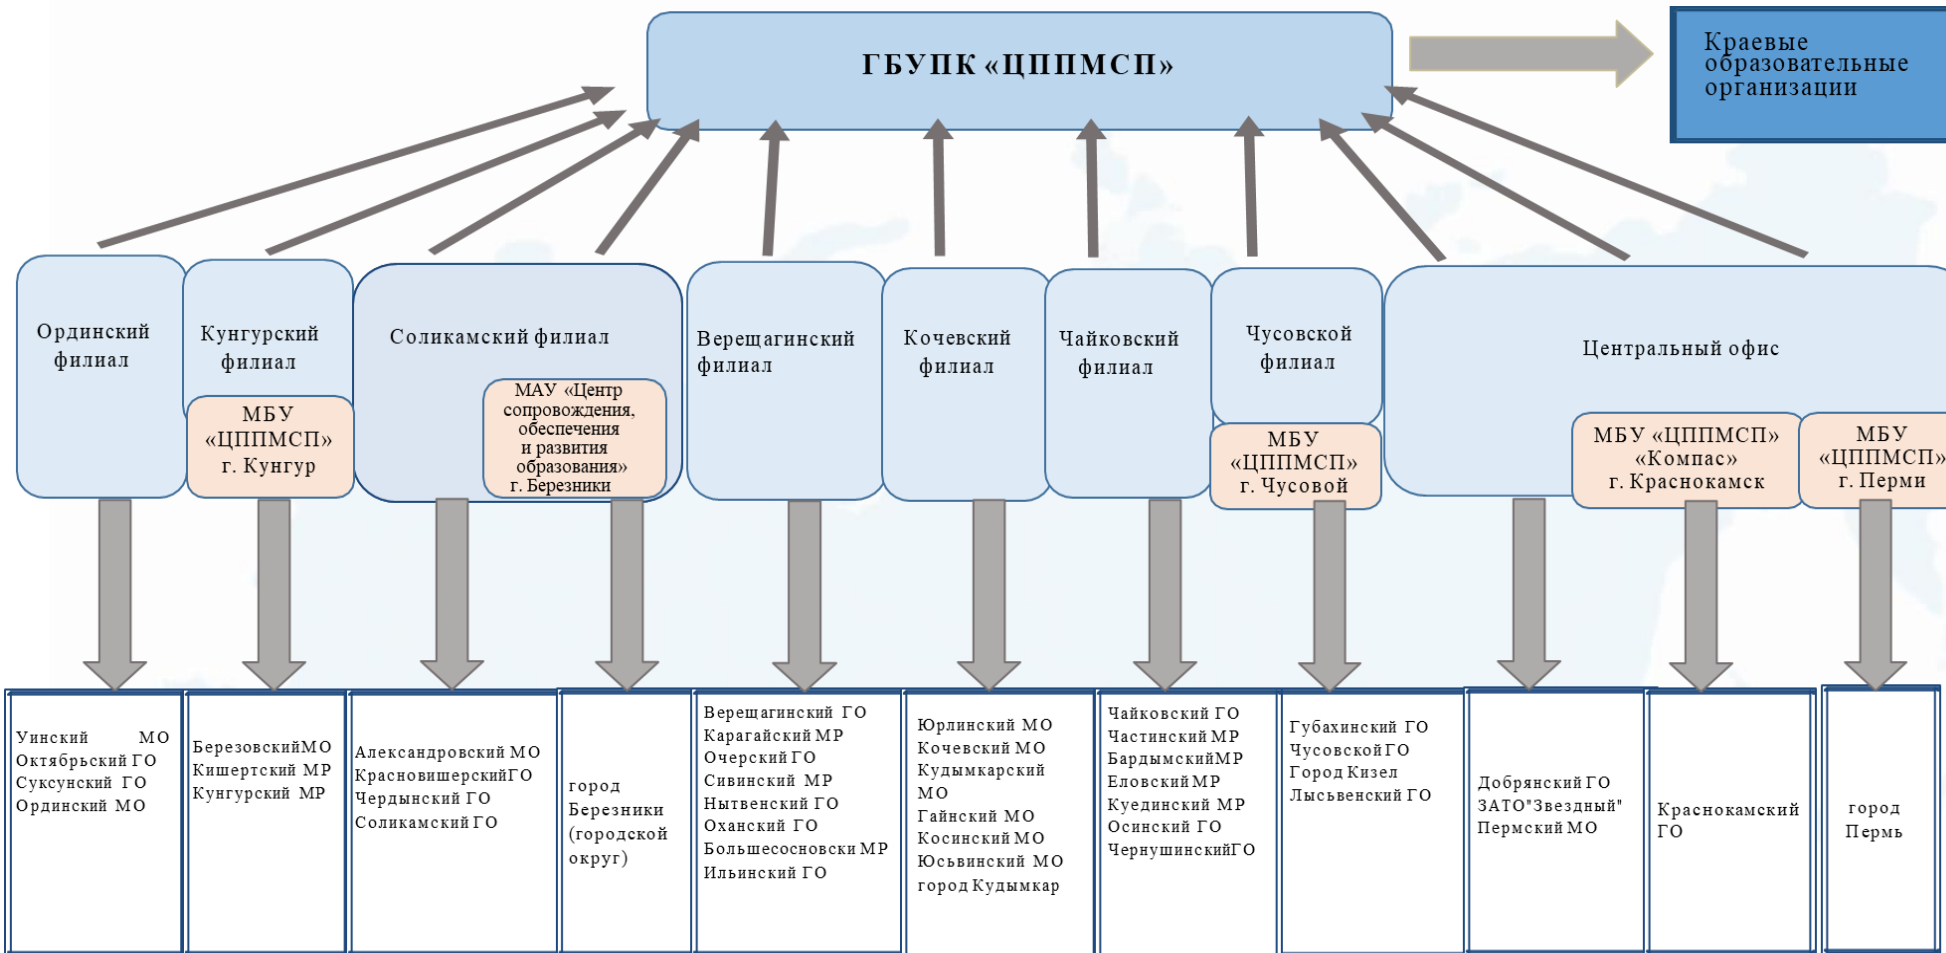 ГБУПК «ЦППМСП»
Краевые
образовательные
организации
Ординский
филиал
Кунгурский
филиал
МБУ
«ЦППМСП»
г. Кунгур
Соликамский филиал
МАУ «Центр
сопровождения,
обеспечения
и развития
образования»
г. Березники
Верещагинский
филиал
Кочевский
филиал
Чайковский
филиал
Чусовской
филиал
МБУ
«ЦППМСП»
г. Чусовой
Центральный офис
МБУ «ЦППМСП»
«Компас»
г. Краснокамск
МБУ
«ЦППМСП»
г. Перми
Уинский МО
Октябрьский ГО
Суксунский ГО
Ординский МО
БерезовскийМО
Кишертский МР
Кунгурский МР
Александровский МО
КрасновишерскийГО
Чердынский ГО
Соликамский ГО
город
Березники
(городской
округ)
Верещагинский ГО
Карагайский МР
Очерский ГО
Сивинский МР
Нытвенский ГО
Оханский ГО
Большесосновски МР
Ильинский ГО
Юрлинский МО
Кочевский МО
Кудымкарский
МО
Гайнский МО
Косинский МО
Юсьвинский МО
город Кудымкар
Чайковский ГО
Частинский МР
БардымскийМР
ЕловскийМР
Куединский МР
Осинский ГО
ЧернушинскийГО
Губахинский ГО
ЧусовскойГО
Город Кизел
Лысьвенский ГО
Добрянский ГО
ЗАТО"Звездный"
Пермский МО
Краснокамский
ГО
город
Пермь